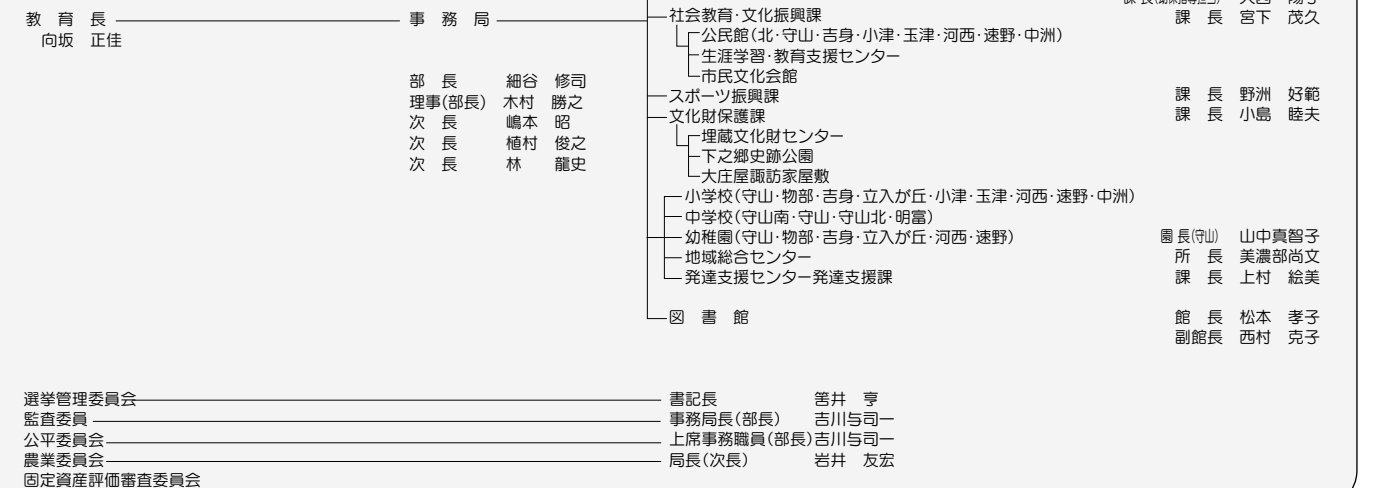 教育長 事務局 社会教育・文化振興課 課長 宮下 茂久
向坂 正佳 公民館(北・守山・吉身・小津・玉津・河西・速野・中洲)
生涯学習・教育支援センター
市民文化会館
部長 細谷 修司
スポーツ振興課 課長 野洲 好範
理事(部長) 木村 勝之
文化財保護課 課長 小島 睦夫
次長 嶋本 昭
埋蔵文化財センター
次長 植村 俊之
下之郷史跡公園
次長 林 龍史
大庄屋諏訪家屋敷
小学校(守山・物部・吉身・立入が丘・小津・玉津・河西・速野・中洲)
中学校(守山南・守山・守山北・明富)
幼稚園(守山・物部・吉身・立入が丘・河西・速野) 園長(守山) 山中真智子
地域総合センター 所長 美濃部尚文
発達支援センター発達支援課 課長 上村 絵美
図書館 館長 松本 孝子
副館長 西村 克子
選挙管理委員会 書記長 筈井 亨
監査委員 事務局長(部長) 吉川与司一
公平委員会 上席事務職員(部長)吉川与司一
農業委員会 局長(次長) 岩井 友宏
固定資産評価審査委員会